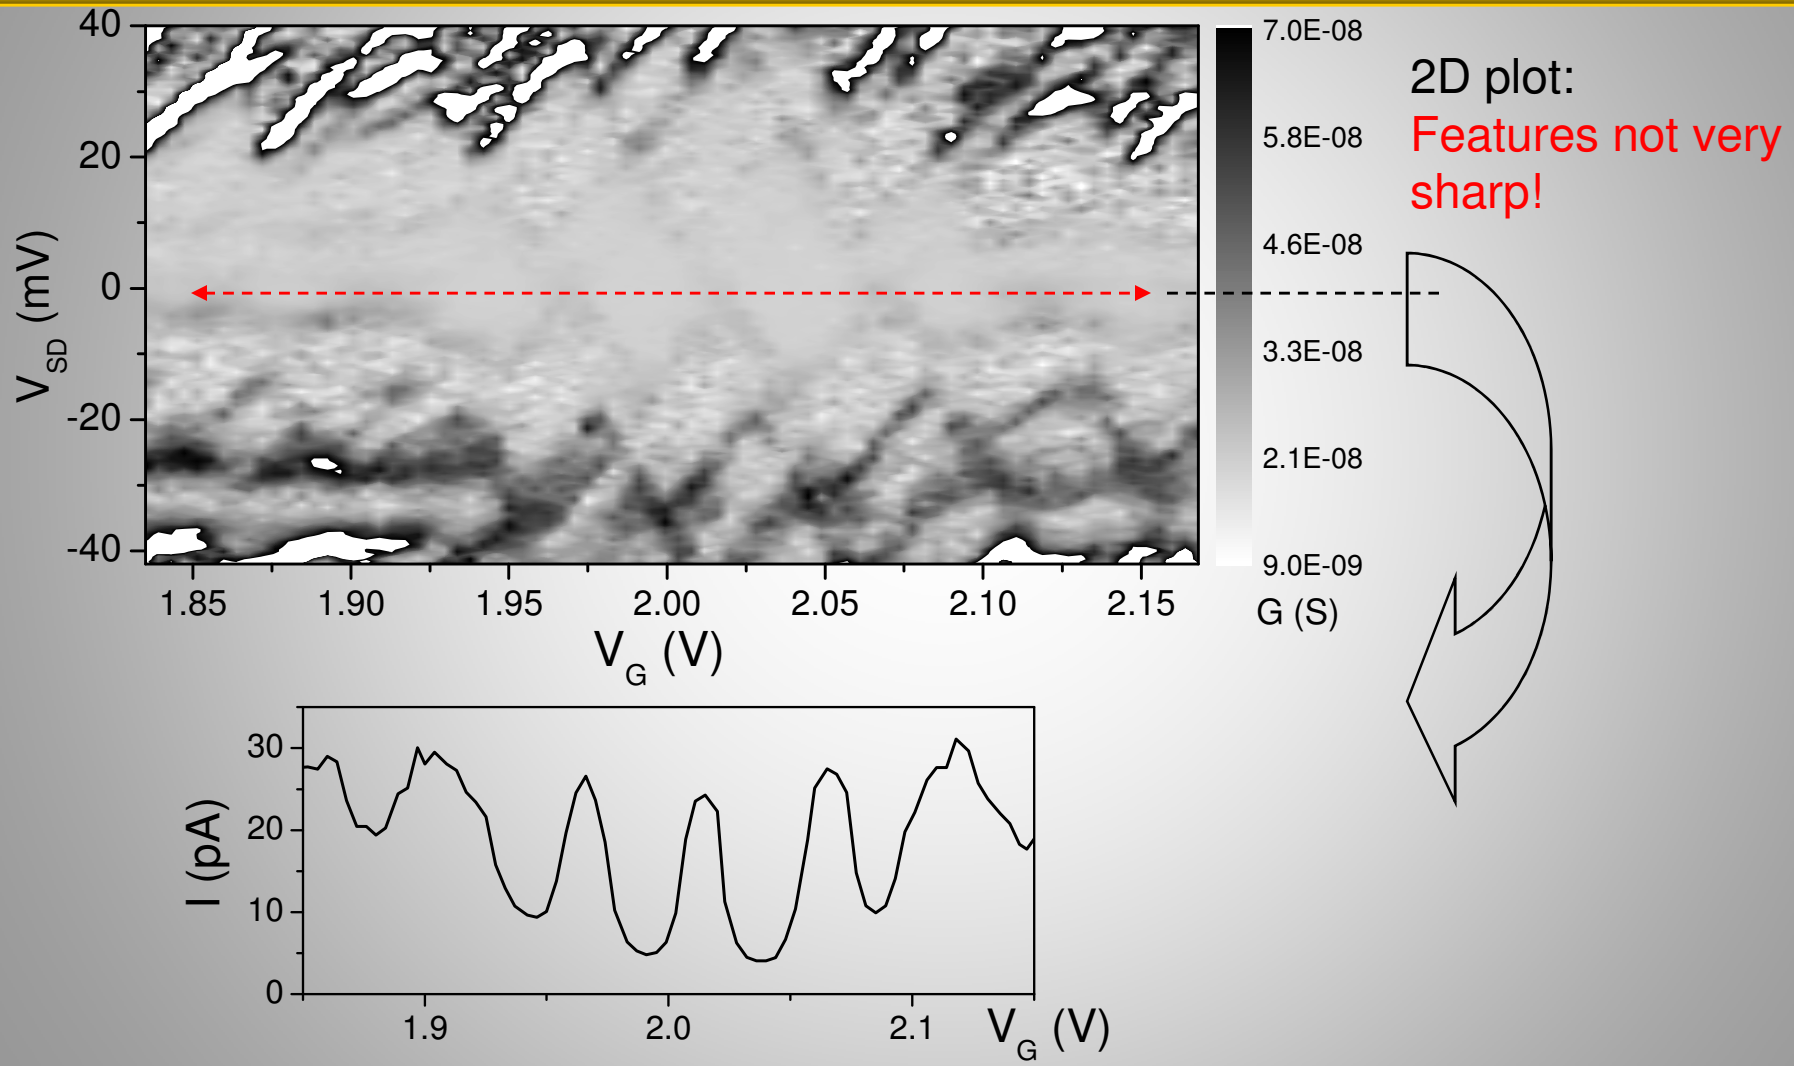 40
20
0
-20
-40
V_SD (mV)
1.85 1.90 1.95 2.00 2.05 2.10 2.15
V_G (V)
7.0E-08
5.8E-08
4.6E-08
3.3E-08
2.1E-08
9.0E-09
G (S)
2D plot:
Features not very
sharp!
30
20
10
0
I (pA)
1.9 2.0 2.1
V_G (V)